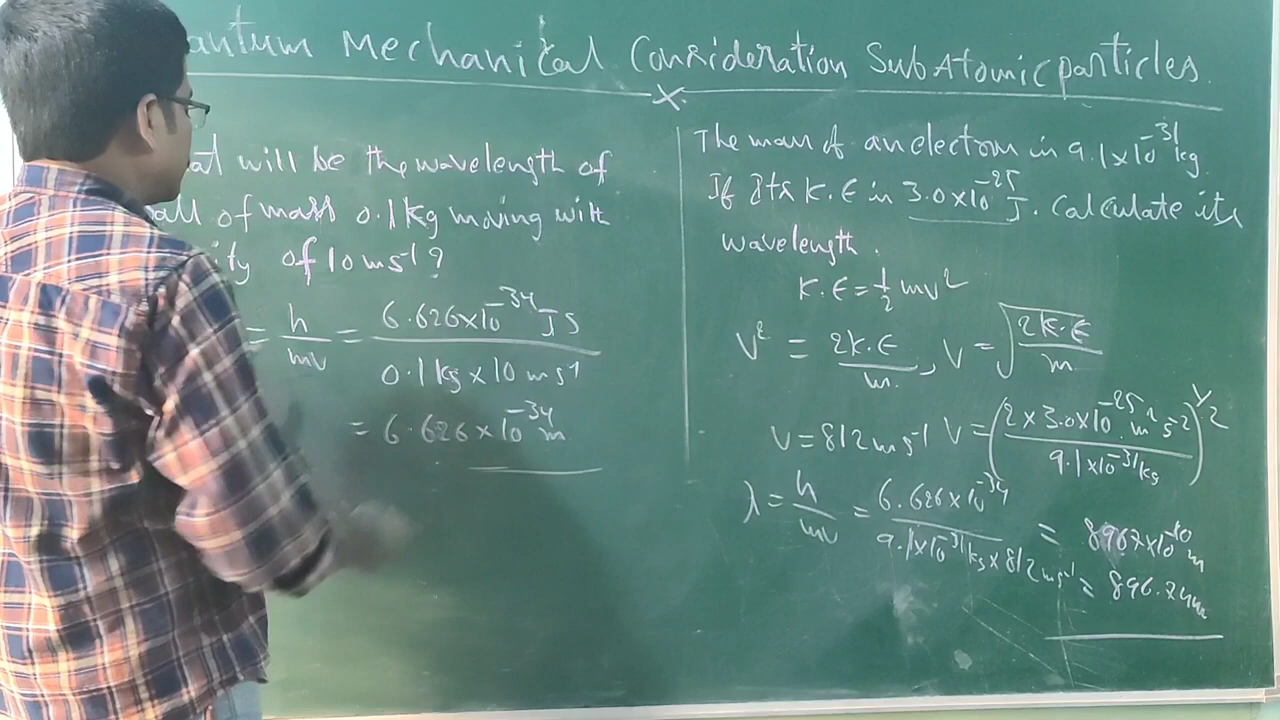 antum Mechanical Consideration SubAtomic particles.
at will be the wavelength of
all of mass 0.1kg moving with
ity of 10 ms-1?
= h/mv = 6.626×10^-34 Js / 0.1kg × 10 ms-1
= 6.626×10^-34 m
The mass of an electron is 9.1×10^-31 kg.
If Its K.E is 3.0×10^-25 J. Calculate its
wavelength.
K.E = 1/2 mv^2
V^2 = 2K.E/m, V = √(2K.E/m)
V = 812 ms-1 V = (2 × 3.0×10^-25 m^2 s^-2 / 9.1×10^-31 kg)^1/2
λ = h/mv = 6.626×10^-34 / 9.1×10^-31 kg × 812 ms-1 = 8967×10^-10 m